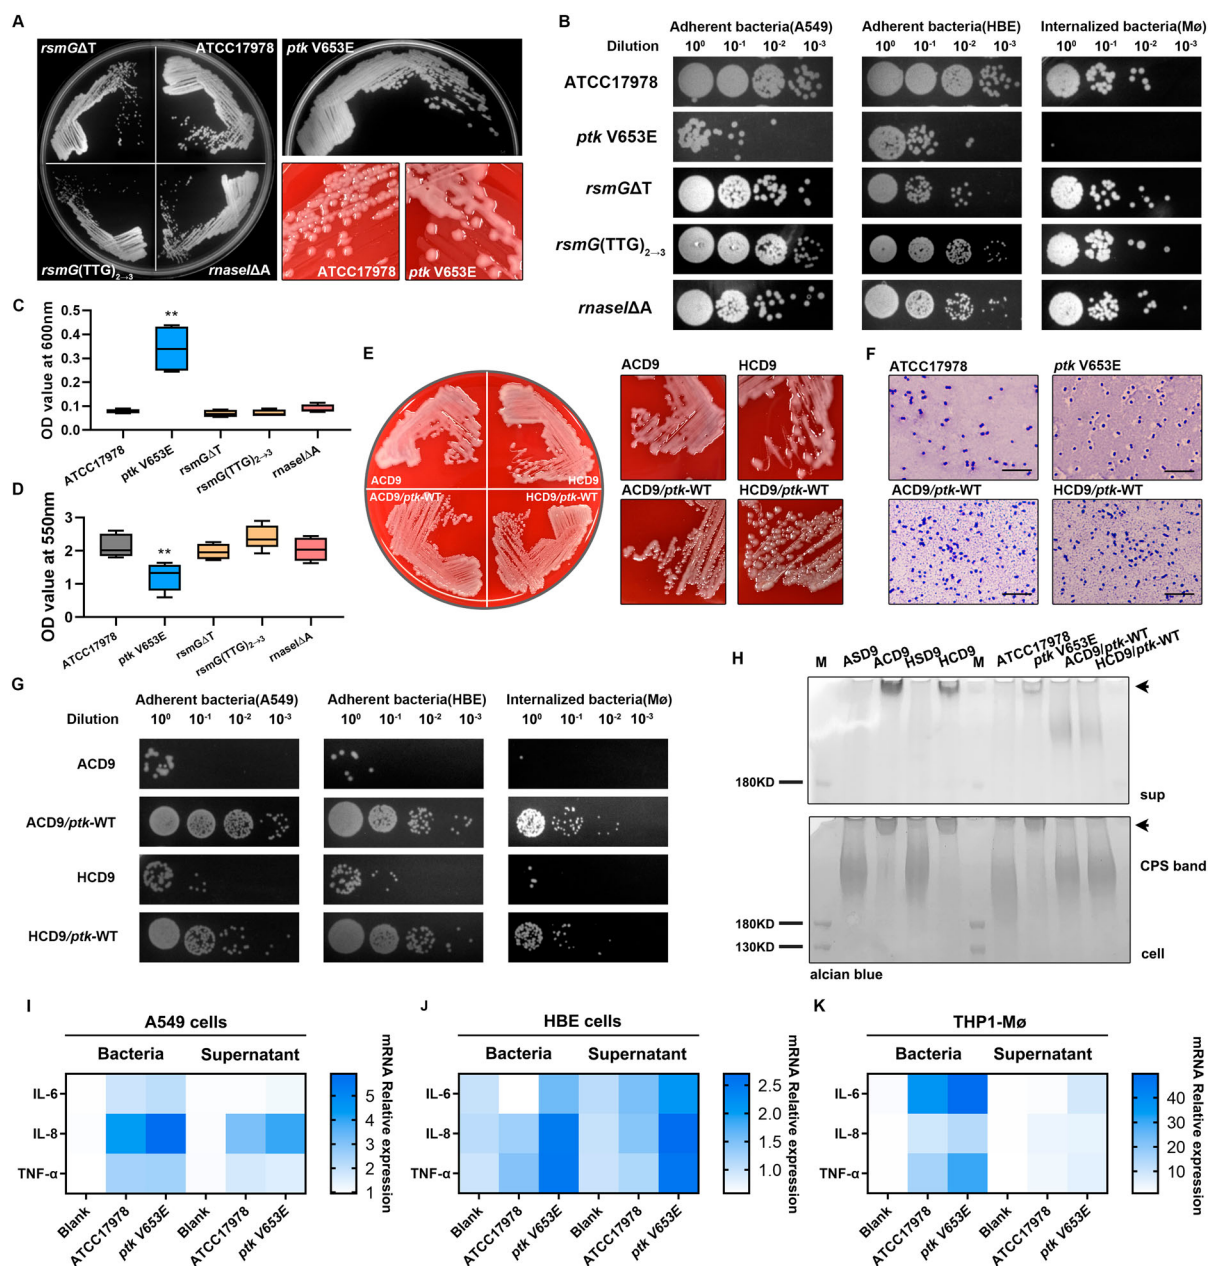 A
rsmGΔT
ATCC17978
ptk V653E
rsmG(TTG)2→3
rnaseIΔA
ATCC17978
ptk V653E
B
Adherent bacteria(A549)
Adherent bacteria(HBE)
Internalized bacteria(Mø)
Dilution
10⁰ 10⁻¹ 10⁻² 10⁻³
10⁰ 10⁻¹ 10⁻² 10⁻³
10⁰ 10⁻¹ 10⁻² 10⁻³
ATCC17978
ptk V653E
rsmGΔT
rsmG(TTG)2→3
rnaseIΔA
C
OD value at 600nm
0.5
0.4
0.3
0.2
0.1
0.0
**
ATCC17978
ptk V653E
rsmGΔT
rsmG(TTG)2→3
rnaseIΔA
D
OD value at 550nm
3
2
1
0
**
ATCC17978
ptk V653E
rsmGΔT
rsmG(TTG)2→3
rnaseIΔA
E
ACD9
HCD9
ACD9/ptk-WT
HCD9/ptk-WT
ACD9
HCD9
ACD9/ptk-WT
HCD9/ptk-WT
F
ATCC17978
ptk V653E
ACD9/ptk-WT
HCD9/ptk-WT
G
Adherent bacteria(A549)
Adherent bacteria(HBE)
Internalized bacteria(Mø)
Dilution
10⁰ 10⁻¹ 10⁻² 10⁻³
10⁰ 10⁻¹ 10⁻² 10⁻³
10⁰ 10⁻¹ 10⁻² 10⁻³
ACD9
ACD9/ptk-WT
HCD9
HCD9/ptk-WT
H
M
ASD9
ACD9
HSD9
HCD9
M
ATCC17978
ptk V653E
ACD9/ptk-WT
HCD9/ptk-WT
180KD
sup
CPS band
180KD
130KD
cell
alcian blue
I
A549 cells
Bacteria
Supernatant
IL-6
IL-8
TNF-α
Blank
ATCC17978
ptk V653E
Blank
ATCC17978
ptk V653E
5
4
3
2
1
mRNA Relative expression
J
HBE cells
Bacteria
Supernatant
IL-6
IL-8
TNF-α
Blank
ATCC17978
ptk V653E
Blank
ATCC17978
ptk V653E
2.5
2.0
1.5
1.0
mRNA Relative expression
K
THP1-Mø
Bacteria
Supernatant
IL-6
IL-8
TNF-α
Blank
ATCC17978
ptk V653E
Blank
ATCC17978
ptk V653E
40
30
20
10
mRNA Relative expression